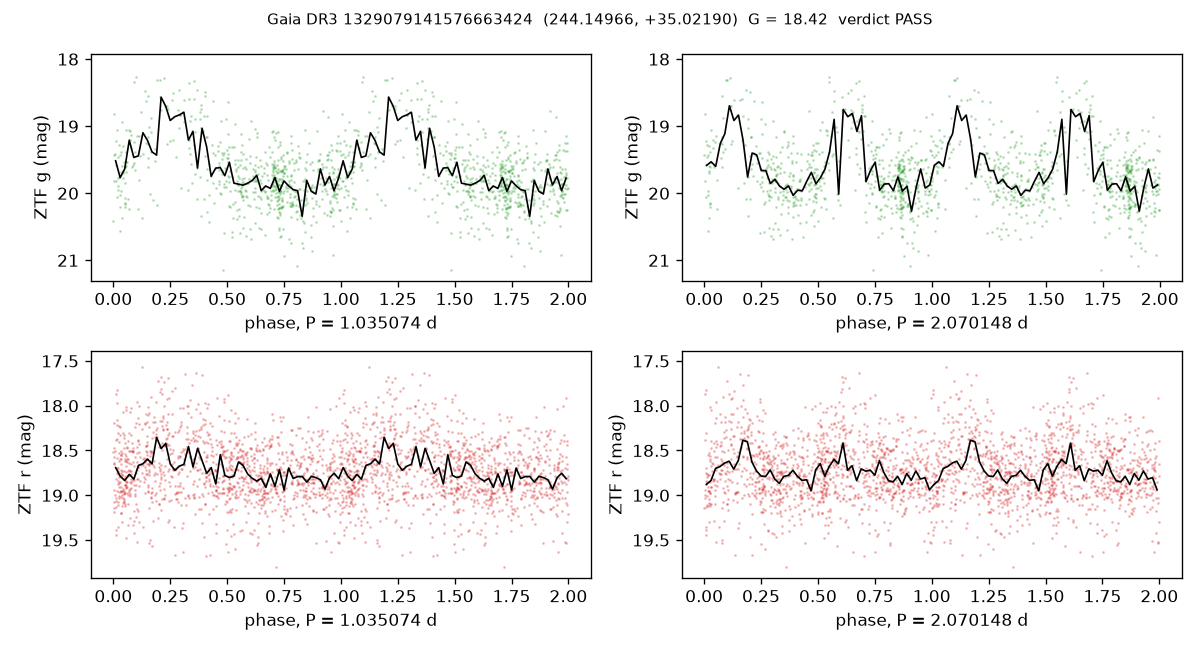 Gaia DR3 1329079141576663424  (244.14966, +35.02190)  G = 18.42  verdict PASS
ZTF g (mag)
18
19
20
21
0.00 0.25 0.50 0.75 1.00 1.25 1.50 1.75 2.00
phase, P = 1.035074 d
ZTF g (mag)
18
19
20
21
0.00 0.25 0.50 0.75 1.00 1.25 1.50 1.75 2.00
phase, P = 2.070148 d
ZTF r (mag)
17.5
18.0
18.5
19.0
19.5
0.00 0.25 0.50 0.75 1.00 1.25 1.50 1.75 2.00
phase, P = 1.035074 d
ZTF r (mag)
17.5
18.0
18.5
19.0
19.5
0.00 0.25 0.50 0.75 1.00 1.25 1.50 1.75 2.00
phase, P = 2.070148 d